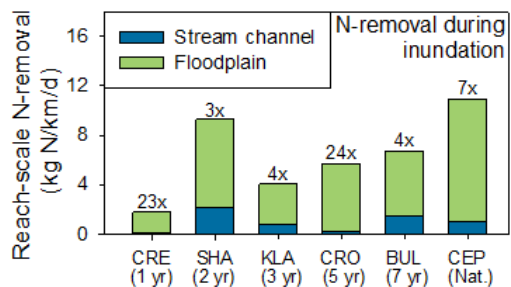 Reach-scale N-removal
(kg N/km/d)
16
12
8
4
0
Stream channel
Floodplain
N-removal during
inundation
23x
3x
4x
24x
4x
7x
CRE SHA KLA CRO BUL CEP
(1 yr) (2 yr) (3 yr) (5 yr) (7 yr) (Nat.)